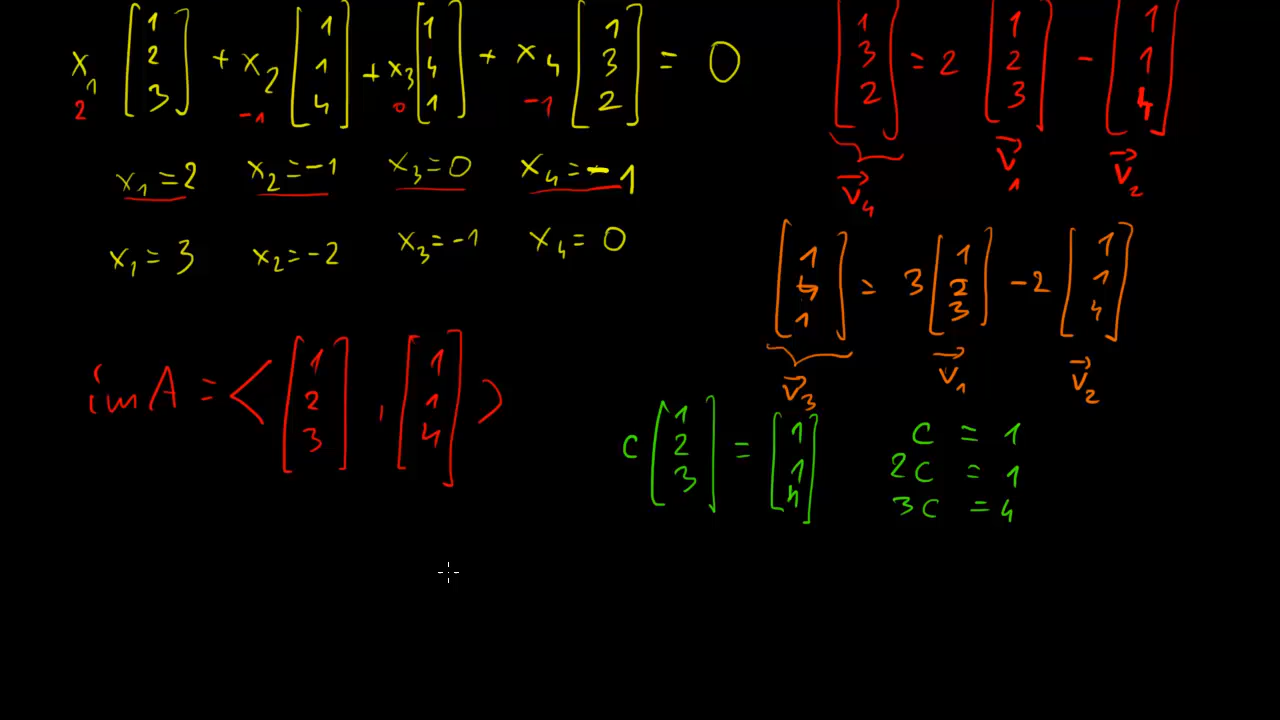 x₁ [1 2 3] + x₂ [1 1 4] + x₃ [1 4 1] + x₄ [1 3 2] = 0
2 -1 0 -1
x₁ = 2 x₂ = -1 x₃ = 0 x₄ = -1
x₁ = 3 x₂ = -2 x₃ = -1 x₄ = 0
[1 3 2] = 2 [1 2 3] - [1 1 4]
v₄ v₁ v₂
[1 4 1] = 3 [1 2 3] - 2 [1 1 4]
v₃ v₁ v₂
im A = < [1 2 3] , [1 1 4] >
c [1 2 3] = [1 1 4]
c = 1
2c = 1
3c = 4